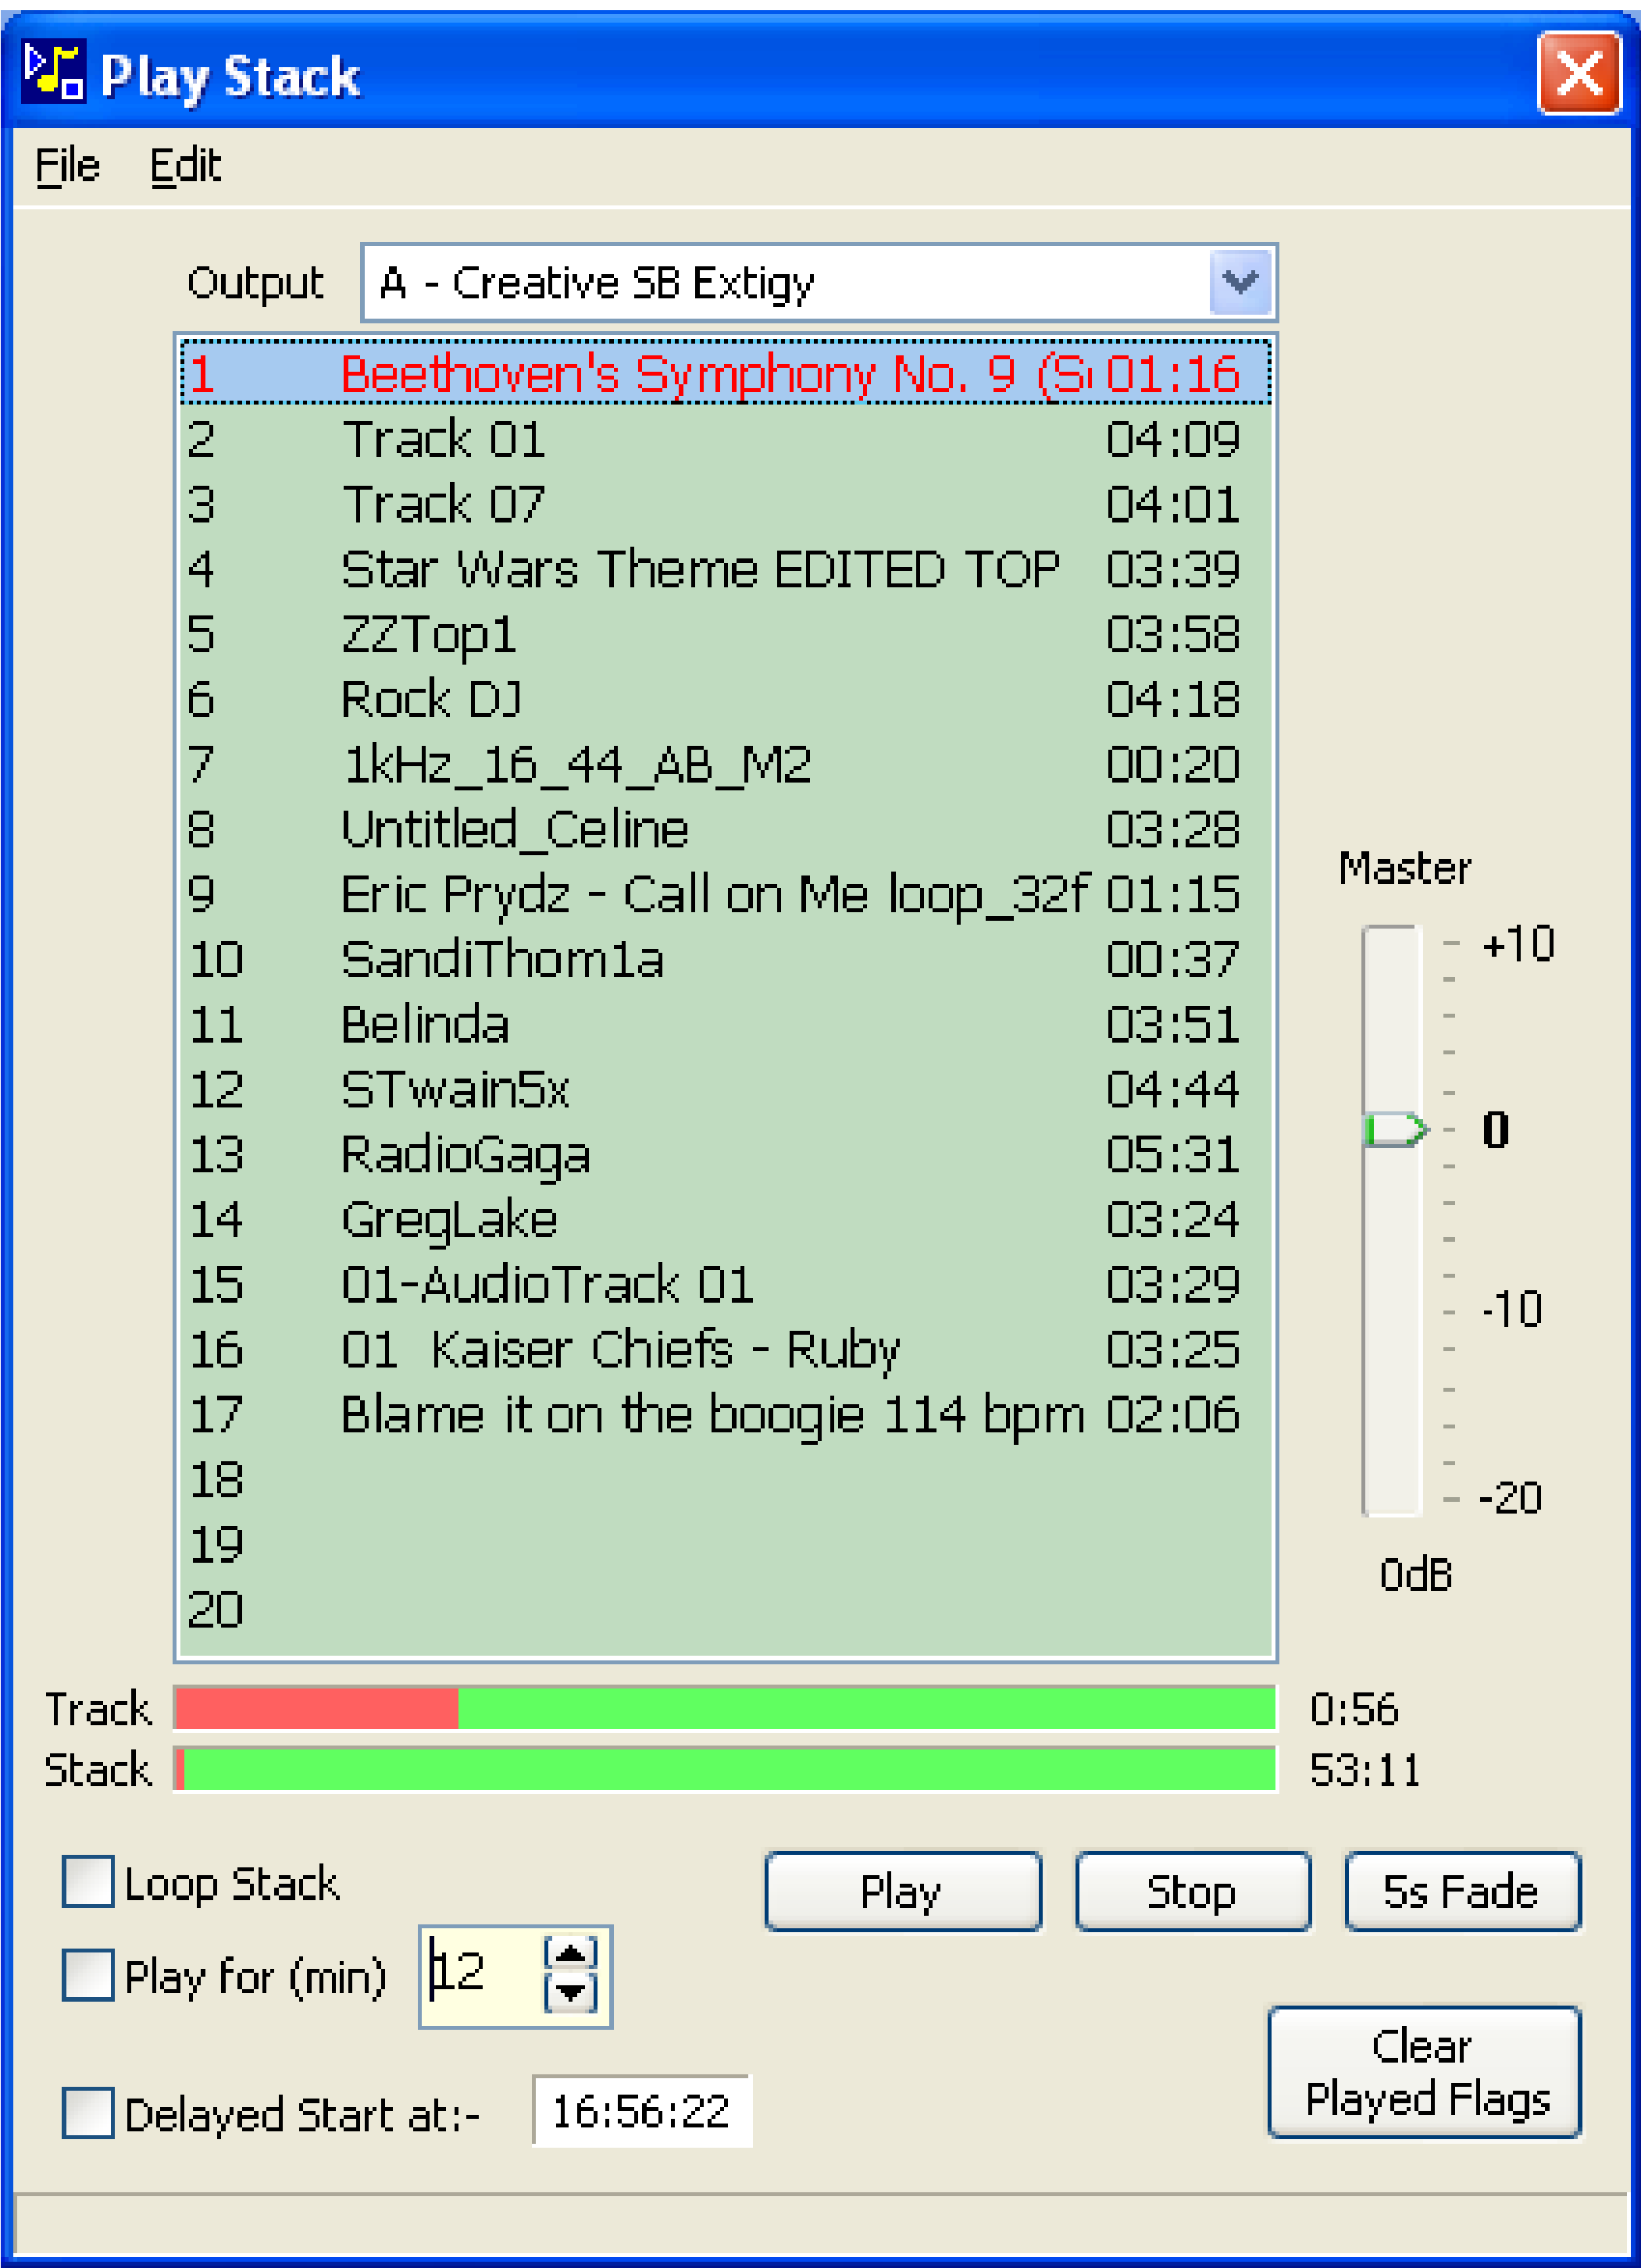 Play Stack
File Edit
Output A - Creative SB Extigy
1 Beethoven's Symphony No. 9 (S 01:16
2 Track 01 04:09
3 Track 07 04:01
4 Star Wars Theme EDITED TOP 03:39
5 ZZTop1 03:58
6 Rock DJ 04:18
7 1kHz_16_44_AB_M2 00:20
8 Untitled_Celine 03:28
9 Eric Prydz - Call on Me loop_32f 01:15
10 SandiThom1a 00:37
11 Belinda 03:51
12 STwain5x 04:44
13 RadioGaga 05:31
14 GregLake 03:24
15 01-AudioTrack 01 03:29
16 01 Kaiser Chiefs - Ruby 03:25
17 Blame it on the boogie 114 bpm 02:06
18
19
20
Master
+10
0
-10
-20
0dB
Track 0:56
Stack 53:11
Loop Stack
Play Stop 5s Fade
Play for (min) 12
Clear
Played Flags
Delayed Start at:- 16:56:22